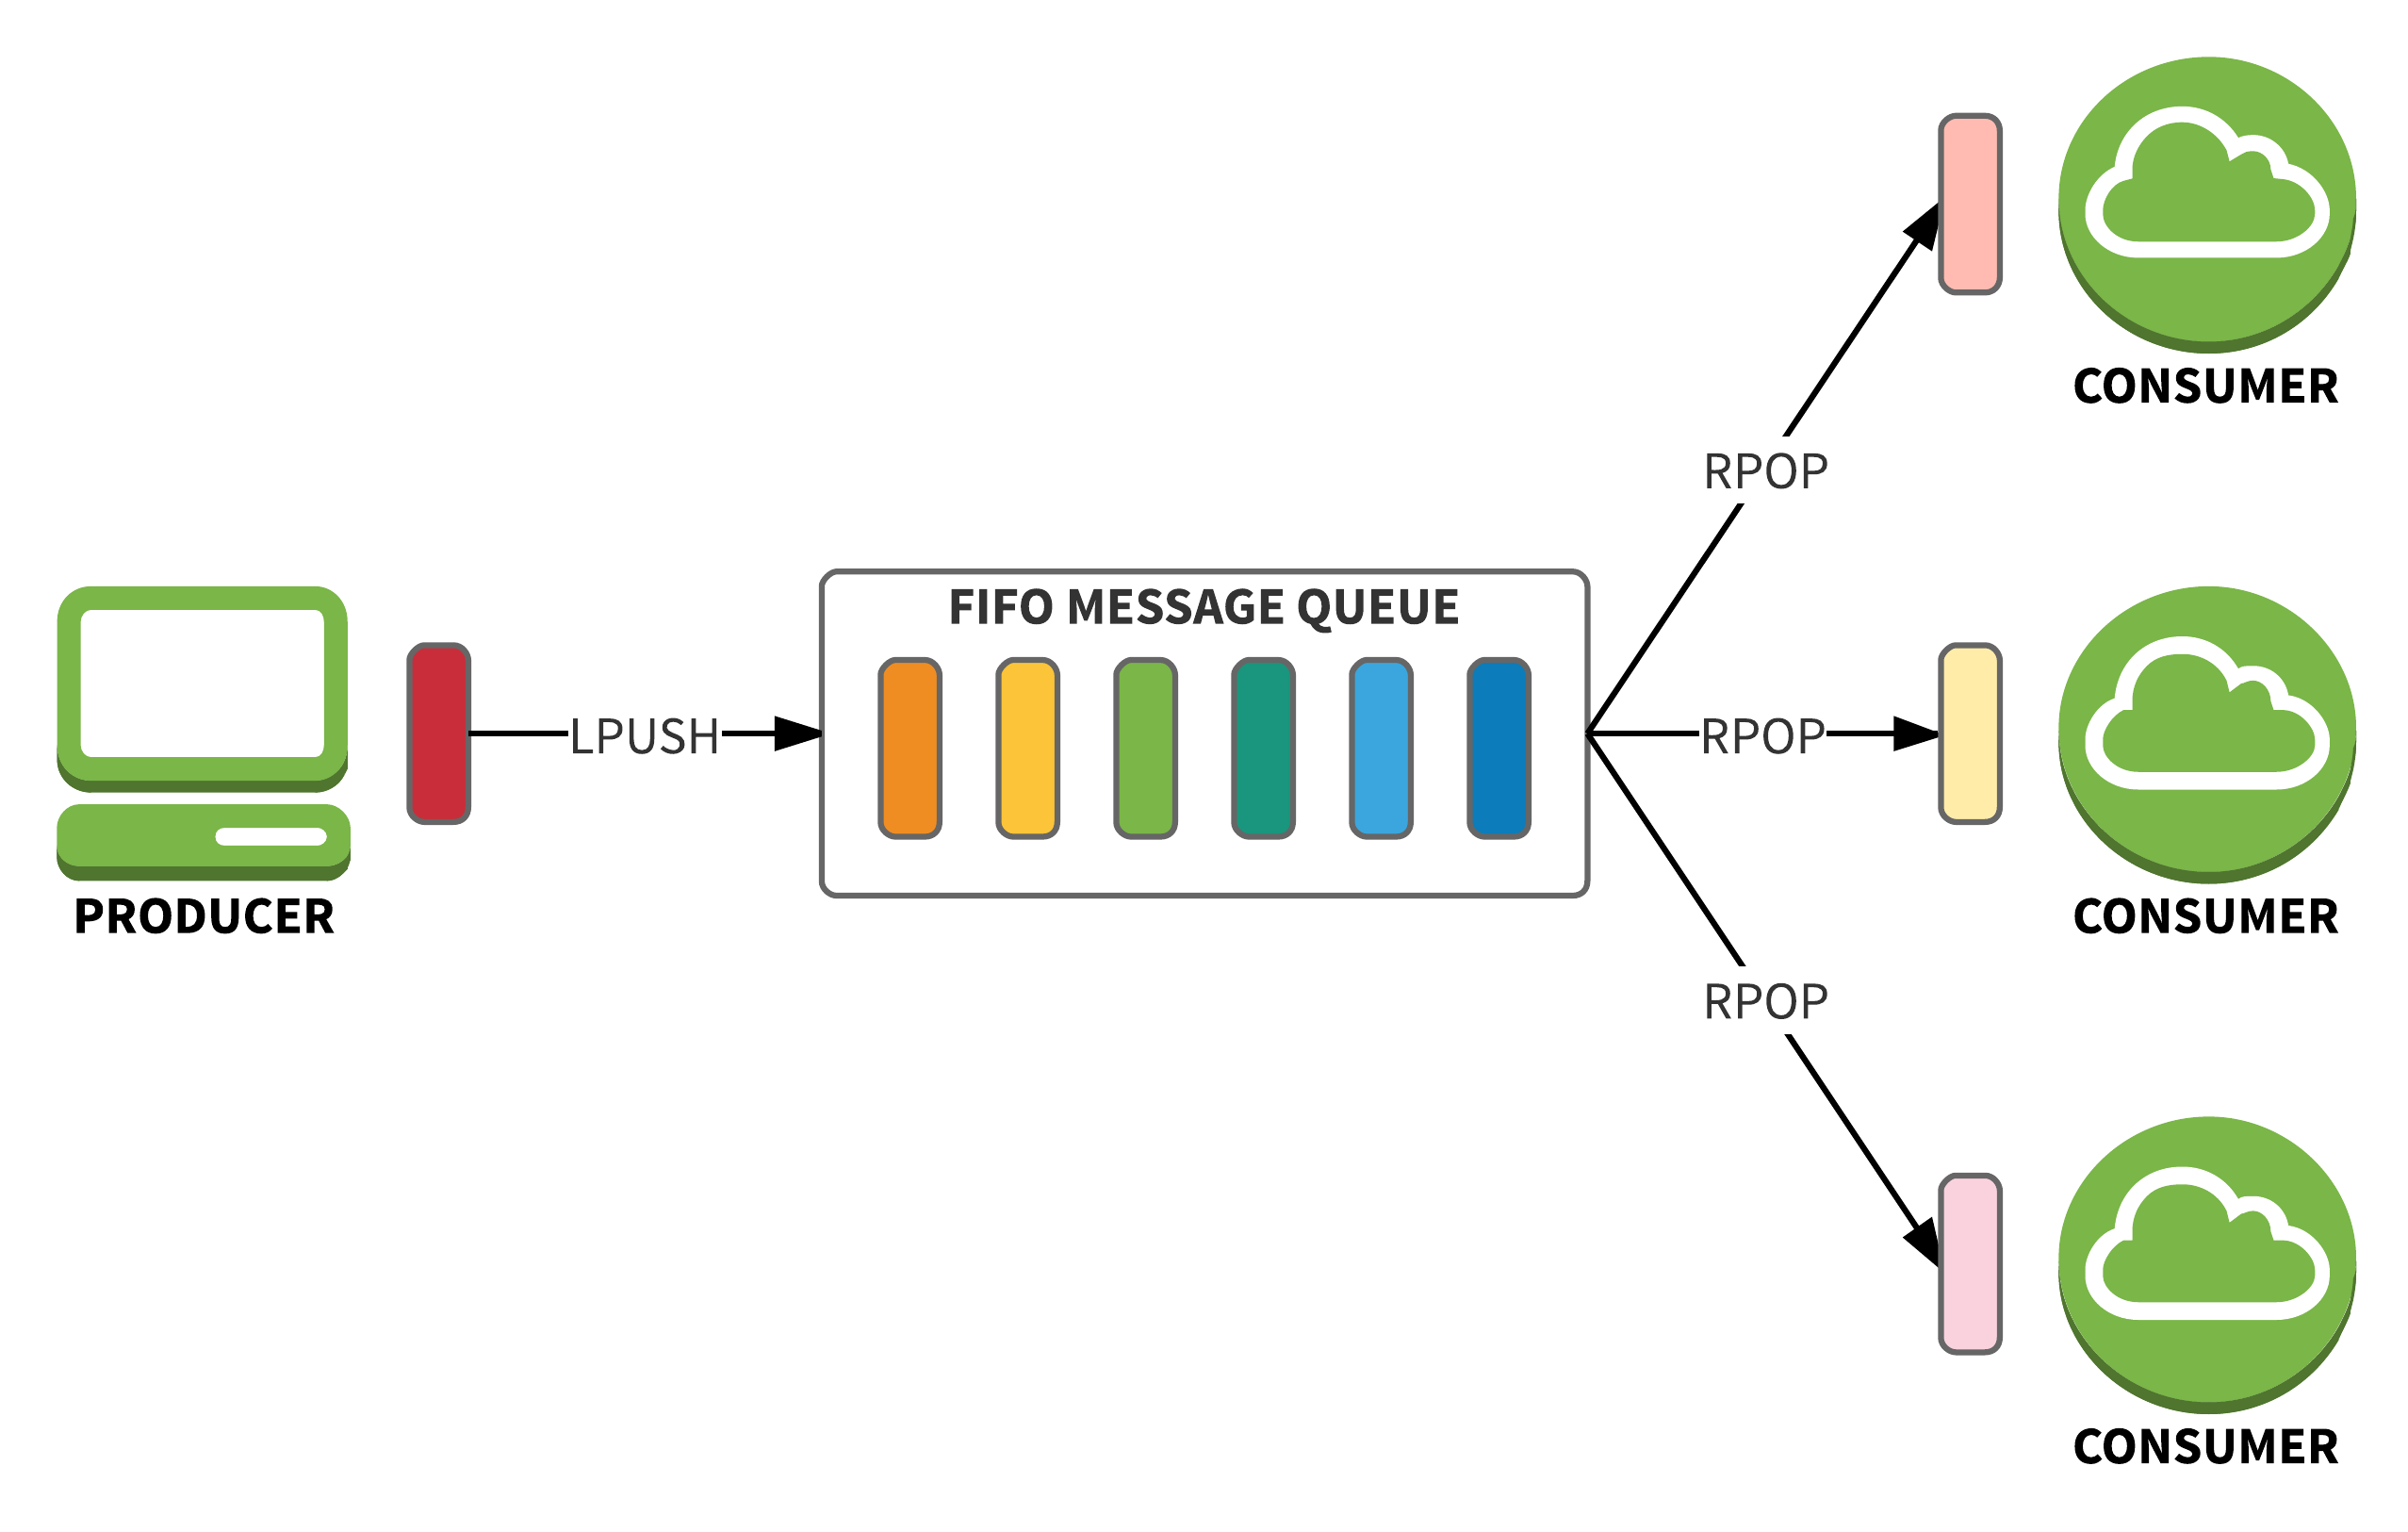 CONSUMER
RPOP
FIFO MESSAGE QUEUE
LPUSH
RPOP
PRODUCER
CONSUMER
RPOP
CONSUMER